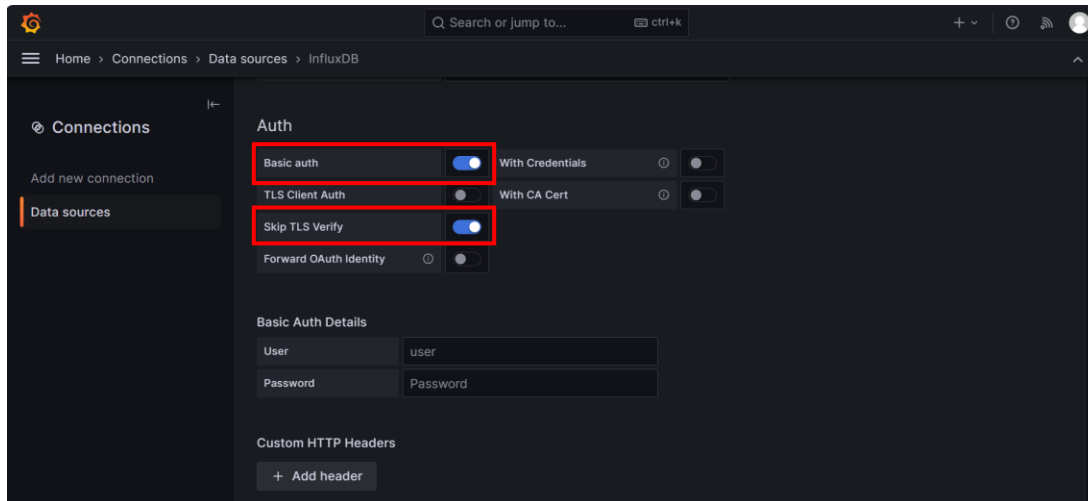 Search or jump to... ctrl+k
Home › Connections › Data sources › InfluxDB
Connections
Add new connection
Data sources
Auth
Basic auth With Credentials
TLS Client Auth With CA Cert
Skip TLS Verify
Forward OAuth Identity
Basic Auth Details
User user
Password Password
Custom HTTP Headers
+ Add header